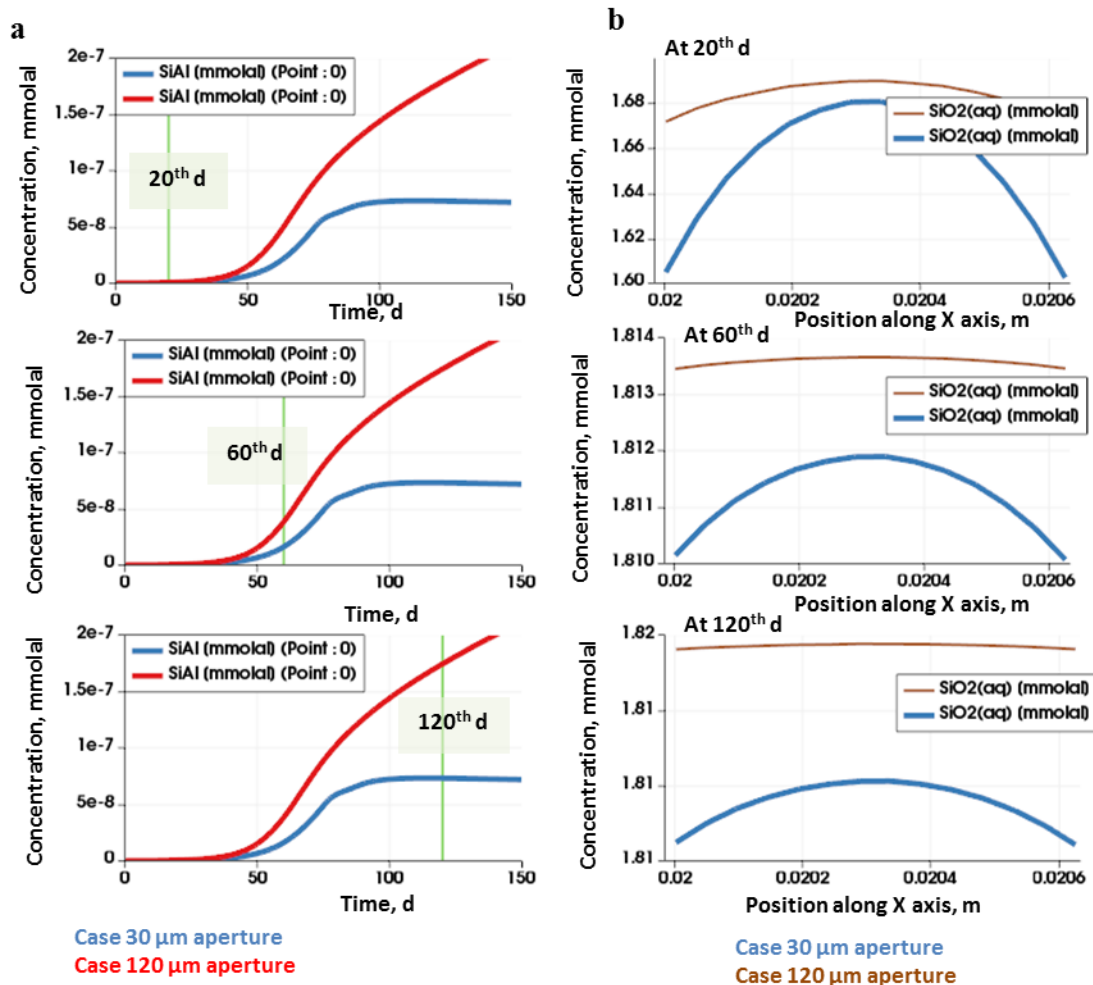 a
Concentration, mmolal
2e-7
1.5e-7
1e-7
5e-8
0
SiAl (mmolal) (Point : 0)
SiAl (mmolal) (Point : 0)
20th d
0
50
100
150
Time, d
Concentration, mmolal
2e-7
1.5e-7
1e-7
5e-8
0
SiAl (mmolal) (Point : 0)
SiAl (mmolal) (Point : 0)
60th d
0
50
100
150
Time, d
Concentration, mmolal
2e-7
1.5e-7
1e-7
5e-8
0
SiAl (mmolal) (Point : 0)
SiAl (mmolal) (Point : 0)
120th d
0
50
100
150
Time, d
Case 30 µm aperture
Case 120 µm aperture
b
At 20th d
Concentration, mmolal
1.68
1.66
1.64
1.62
1.60
SiO2(aq) (mmolal)
SiO2(aq) (mmolal)
0.02
0.0202
0.0204
0.0206
Position along X axis, m
At 60th d
Concentration, mmolal
1.814
1.813
1.812
1.811
1.810
SiO2(aq) (mmolal)
SiO2(aq) (mmolal)
0.02
0.0202
0.0204
0.0206
Position along X axis, m
At 120th d
Concentration, mmolal
1.82
1.81
1.81
1.81
SiO2(aq) (mmolal)
SiO2(aq) (mmolal)
0.02
0.0202
0.0204
0.0206
Position along X axis, m
Case 30 µm aperture
Case 120 µm aperture